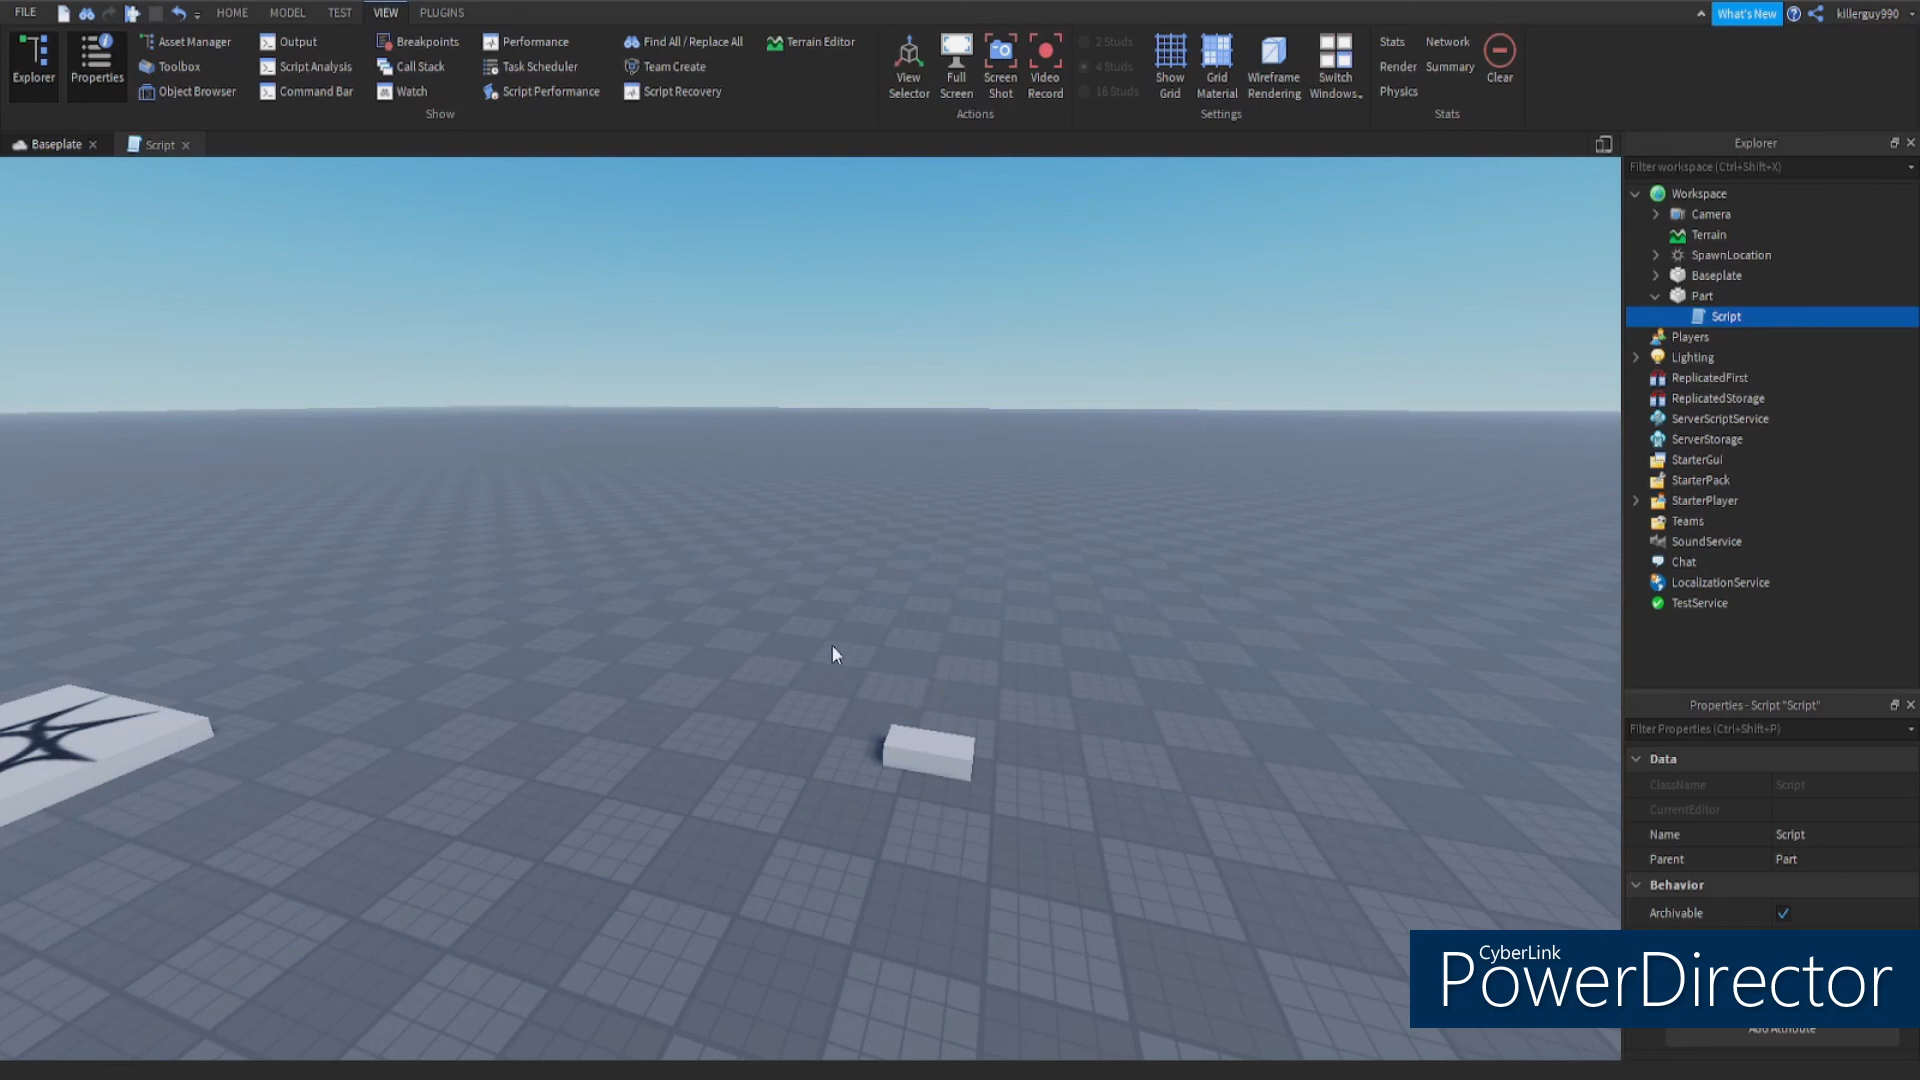 FILE HOME MODEL TEST VIEW PLUGINS What's New killerguy990
Explorer Properties Asset Manager Output Breakpoints Performance Find All / Replace All Terrain Editor
Toolbox Script Analysis Call Stack Task Scheduler Team Create
Object Browser Command Bar Watch Script Performance Script Recovery
Show
View Selector Full Screen Screen Shot Video Record
Actions
2 Studs
4 Studs
16 Studs
Show Grid Grid Material Wireframe Rendering Switch Windows
Settings
Stats Network
Render Summary
Physics
Clear
Stats
Baseplate Script
Explorer
Filter workspace (Ctrl+Shift+X)
Workspace
Camera
Terrain
SpawnLocation
Baseplate
Part
Script
Players
Lighting
ReplicatedFirst
ReplicatedStorage
ServerScriptService
ServerStorage
StarterGui
StarterPack
StarterPlayer
Teams
SoundService
Chat
LocalizationService
TestService
Properties - Script "Script"
Filter Properties (Ctrl+Shift+P)
Data
ClassName Script
CurrentEditor
Name Script
Parent Part
Behavior
Archivable
CyberLink
PowerDirector
Add Attribute